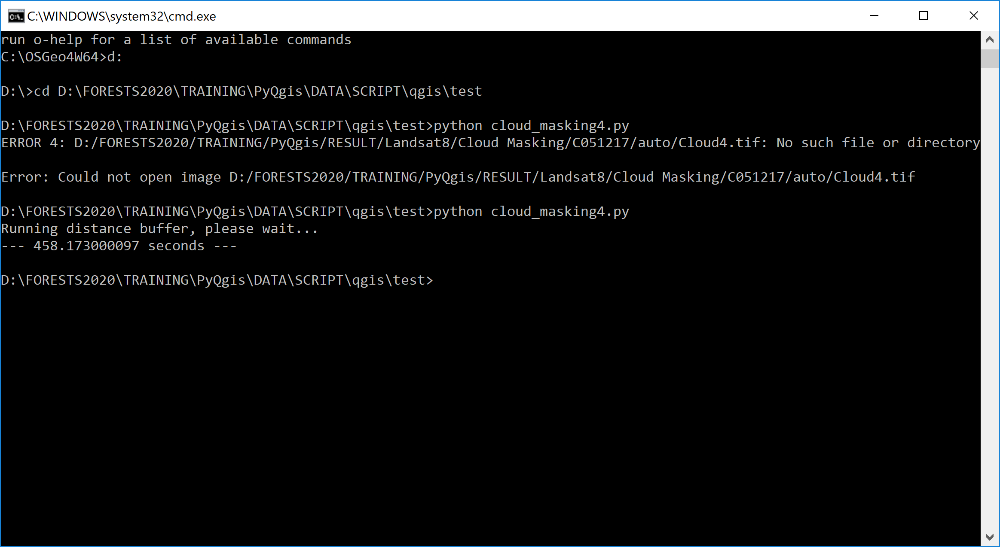 C:\WINDOWS\system32\cmd.exe
run o-help for a list of available commands
C:\OSGeo4W64>d:
D:\>cd D:\FORESTS2020\TRAINING\PyQgis\DATA\SCRIPT\qgis\test
D:\FORESTS2020\TRAINING\PyQgis\DATA\SCRIPT\qgis\test>python cloud_masking4.py
ERROR 4: D:/FORESTS2020/TRAINING/PyQgis/RESULT/Landsat8/Cloud Masking/C051217/auto/Cloud4.tif: No such file or directory
Error: Could not open image D:/FORESTS2020/TRAINING/PyQgis/RESULT/Landsat8/Cloud Masking/C051217/auto/Cloud4.tif
D:\FORESTS2020\TRAINING\PyQgis\DATA\SCRIPT\qgis\test>python cloud_masking4.py
Running distance buffer, please wait...
--- 458.173000097 seconds ---
D:\FORESTS2020\TRAINING\PyQgis\DATA\SCRIPT\qgis\test>